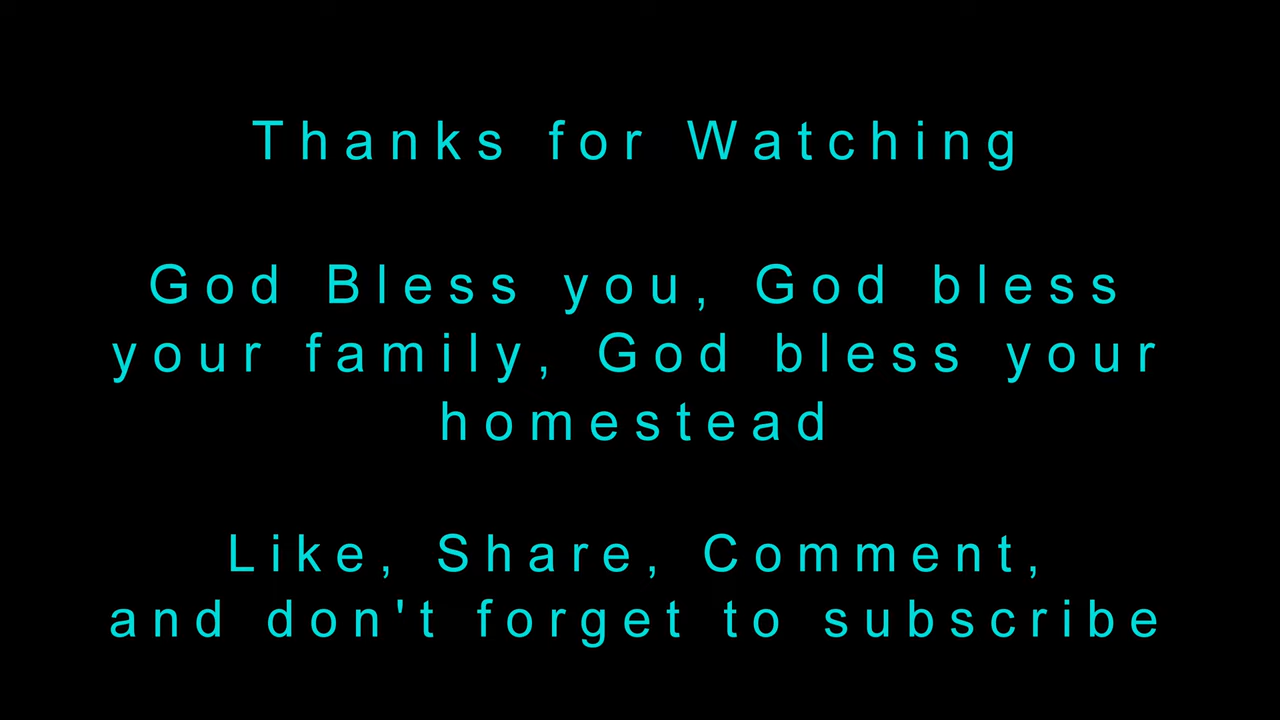 Thanks for Watching
God Bless you, God bless
your family, God bless your
homestead
Like, Share, Comment,
and don't forget to subscribe